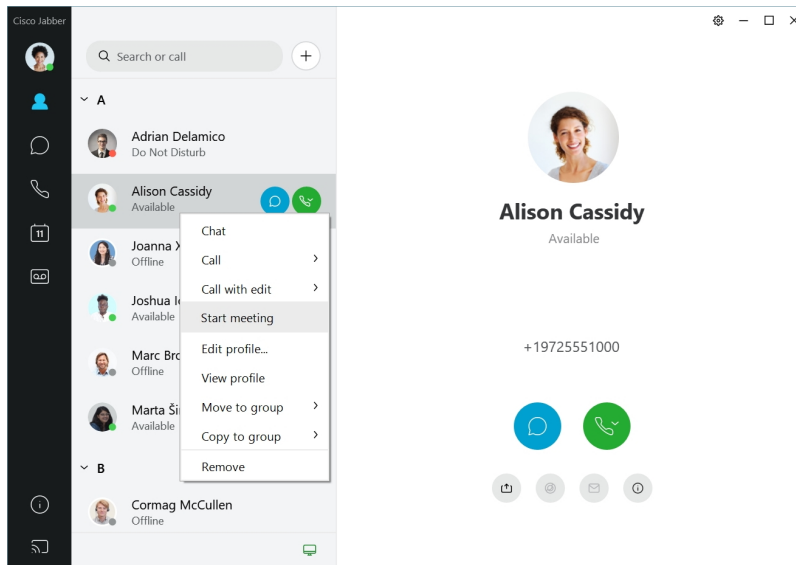 Cisco Jabber
Search or call
A
Adrian Delamico
Do Not Disturb
Alison Cassidy
Available
Joanna
Offline
Joshua
Available
Marc
Offline
Marta
Available
B
Cormag McCullen
Offline
11
Chat
Call
Call with edit
Start meeting
Edit profile...
View profile
Move to group
Copy to group
Remove
Alison Cassidy
Available
+19725551000